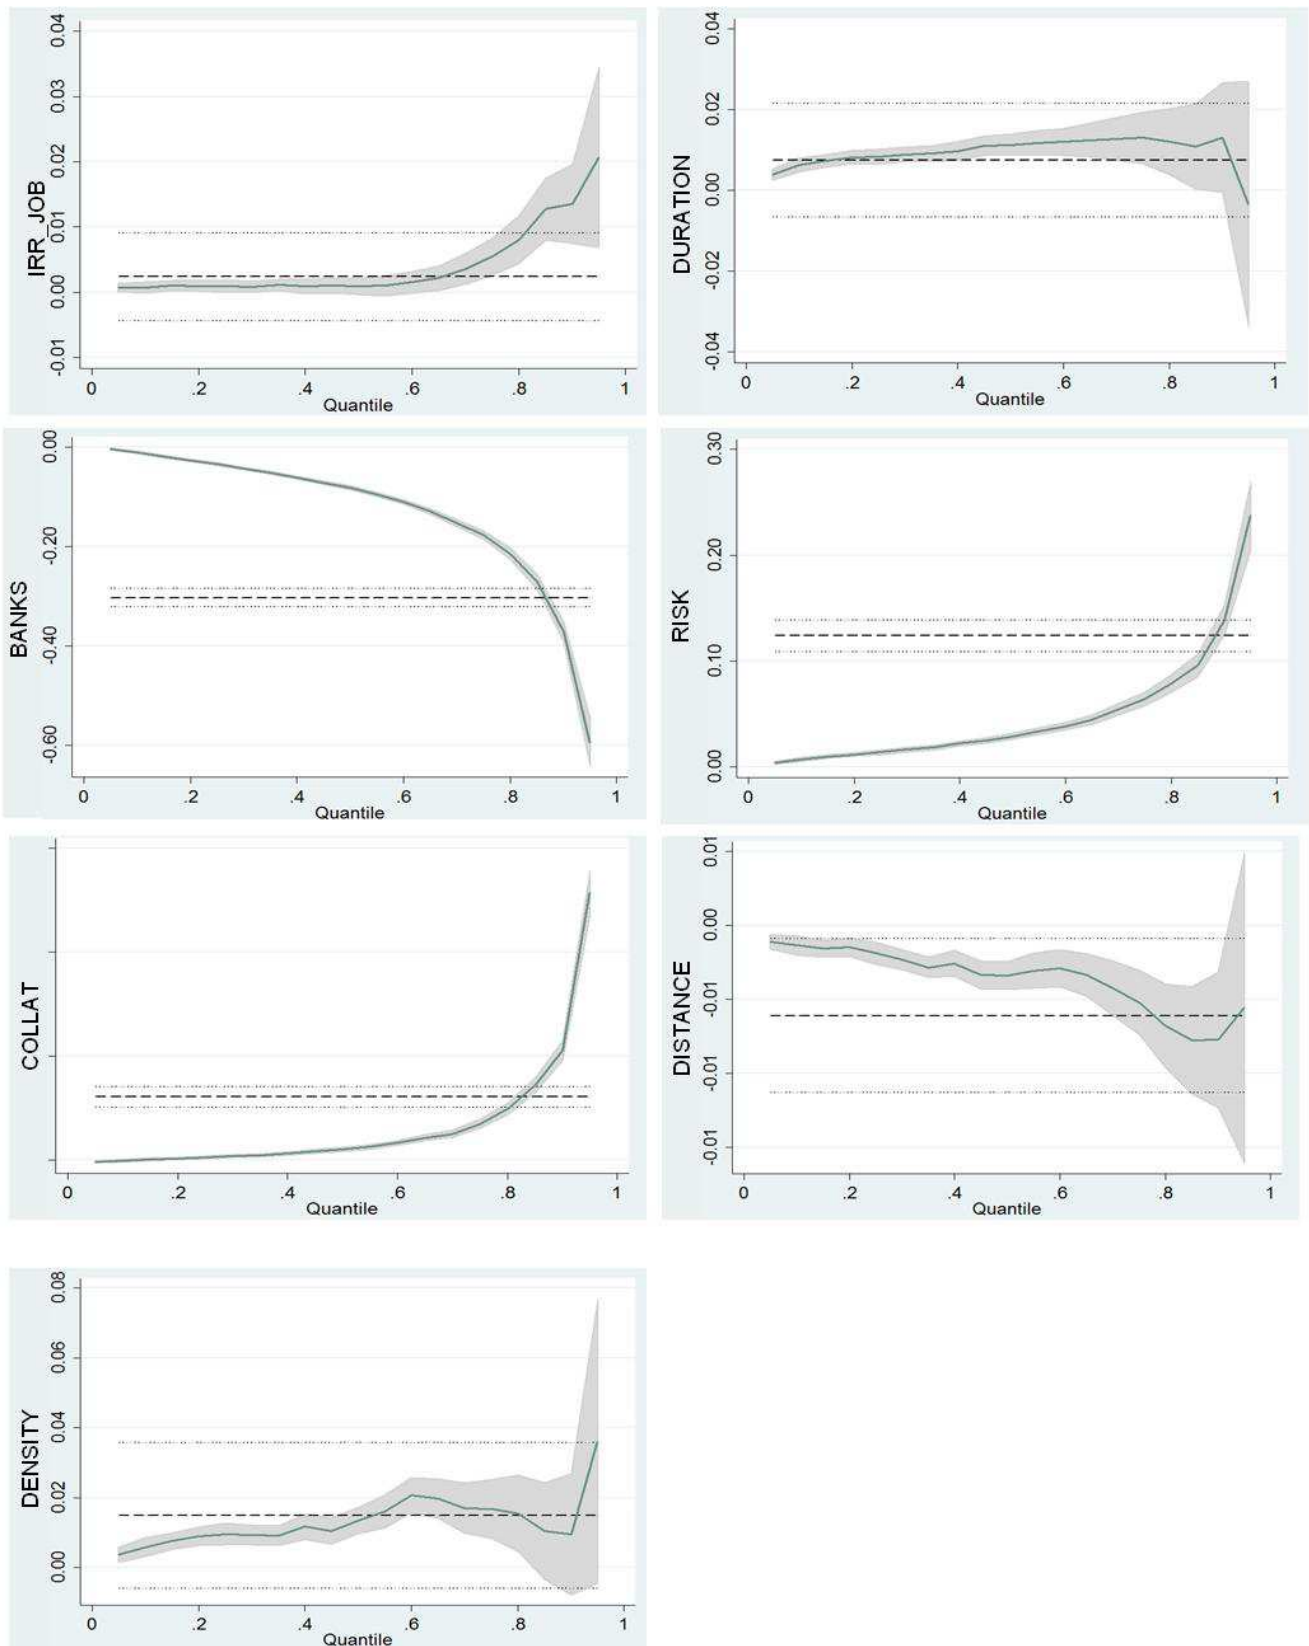 IRR_JOB
0.04
0.03
0.02
0.01
0.00
-0.01
0 .2 .4 .6 .8 1
Quantile
DURATION
0.04
0.02
0.00
-0.02
-0.04
0 .2 .4 .6 .8 1
Quantile
BANKS
0.00
-0.20
-0.40
-0.60
0 .2 .4 .6 .8 1
Quantile
RISK
0.30
0.20
0.10
0.00
0 .2 .4 .6 .8 1
Quantile
COLLAT
0 .2 .4 .6 .8 1
Quantile
DISTANCE
0.01
0.00
-0.01
-0.01
-0.01
0 .2 .4 .6 .8 1
Quantile
DENSITY
0.08
0.06
0.04
0.02
0.00
0 .2 .4 .6 .8 1
Quantile